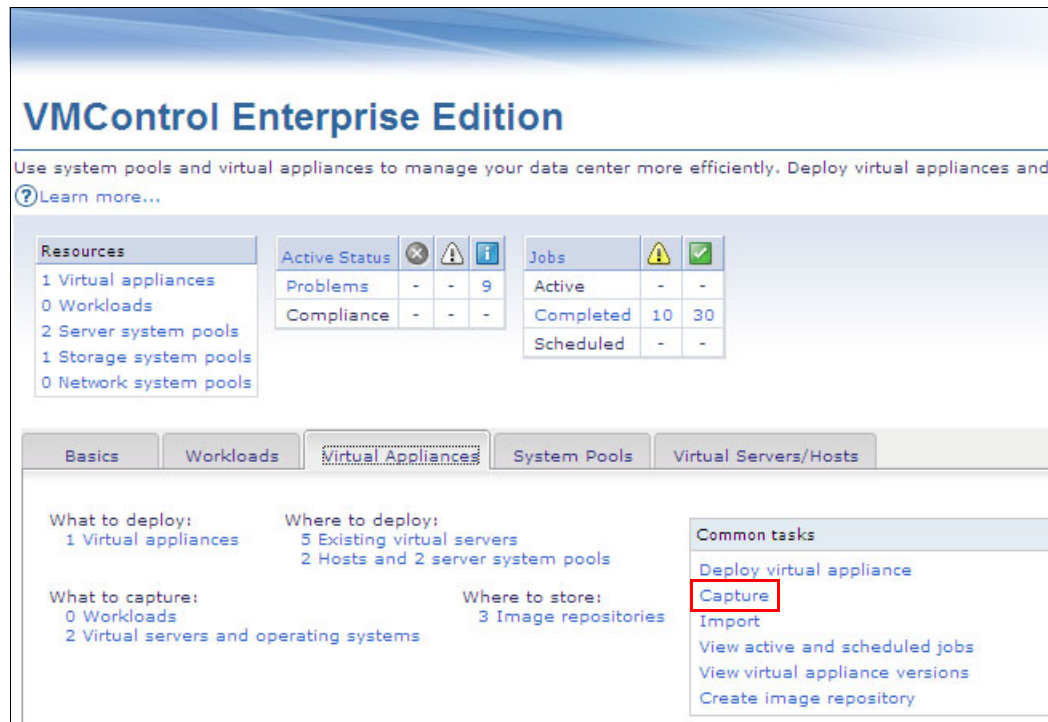 VMControl Enterprise Edition
Use system pools and virtual appliances to manage your data center more efficiently. Deploy virtual appliances and
?Learn more...
Resources
1 Virtual appliances
0 Workloads
2 Server system pools
1 Storage system pools
0 Network system pools
Active Status
Problems - - 9
Compliance - - -
Jobs
Active - -
Completed 10 30
Scheduled - -
Basics Workloads Virtual Appliances System Pools Virtual Servers/Hosts
What to deploy:
1 Virtual appliances
Where to deploy:
5 Existing virtual servers
2 Hosts and 2 server system pools
What to capture:
0 Workloads
2 Virtual servers and operating systems
Where to store:
3 Image repositories
Common tasks
Deploy virtual appliance
Capture
Import
View active and scheduled jobs
View virtual appliance versions
Create image repository